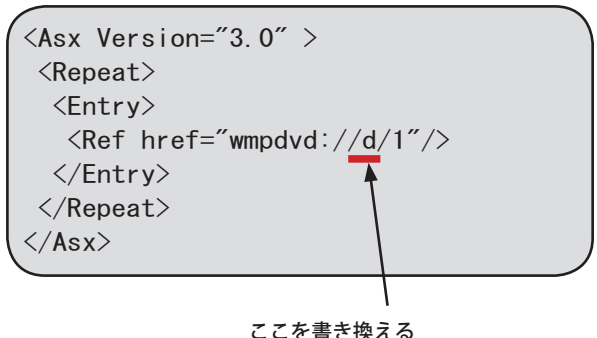 <Asx Version="3.0" >
<Repeat>
<Entry>
<Ref href="wmpdvd://d/1"/>
</Entry>
</Repeat>
</Asx>
ここを書き換える